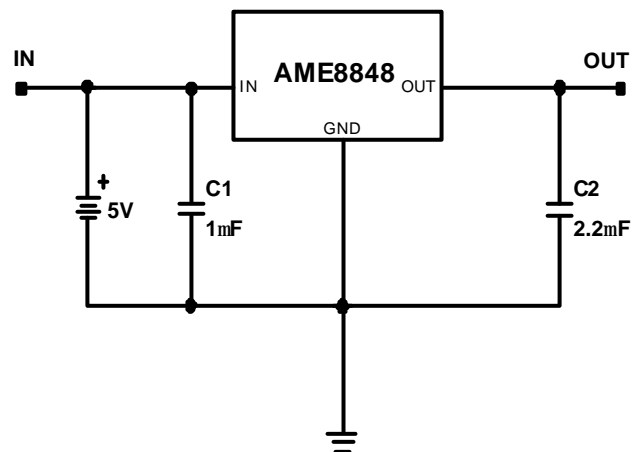 IN
AME8848
OUT
IN
OUT
GND
+
5V
C1
1mF
C2
2.2mF